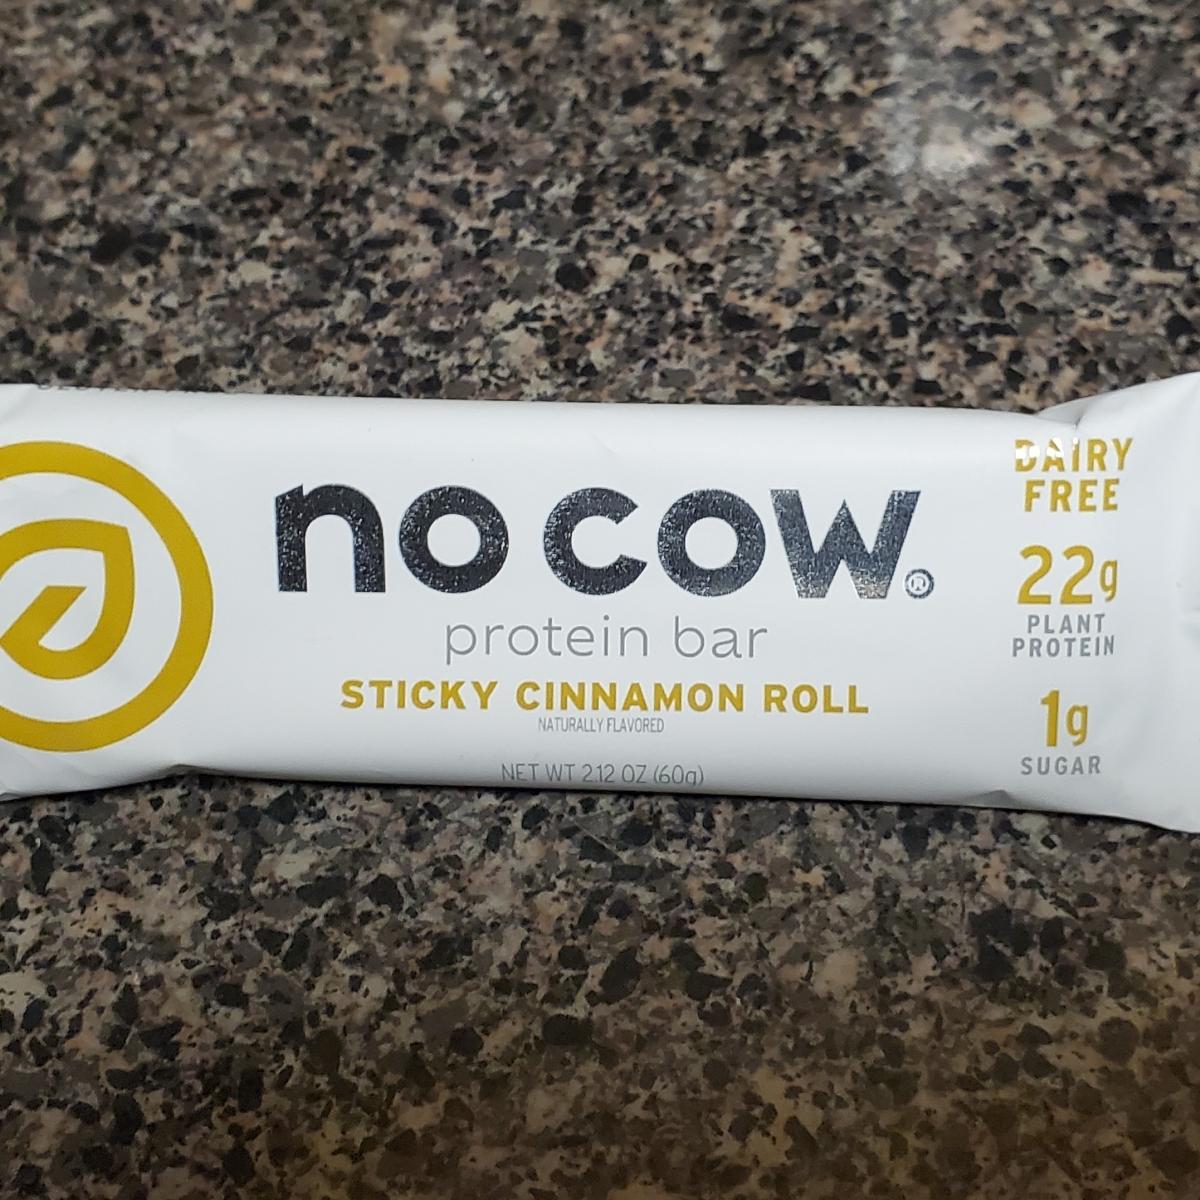 no cow®
protein bar
STICKY CINNAMON ROLL
NATURALLY FLAVORED
NET WT 2.12 OZ (60g)
DAIRY
FREE
22g
PLANT
PROTEIN
1g
SUGAR